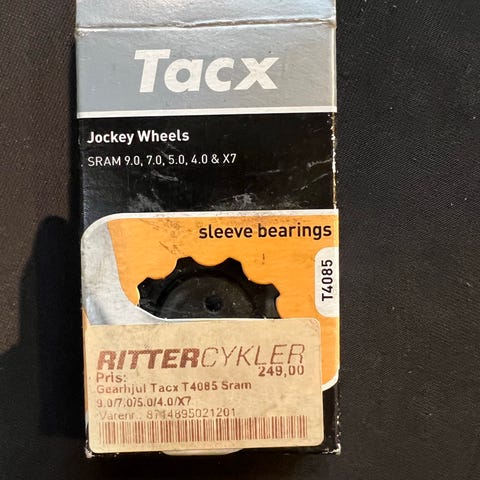 Tacx
Jockey Wheels
SRAM 9.0, 7.0, 5.0, 4.0 & X7
sleeve bearings
T4085
RITTERCYKLER
Pris: 249,00
Gearhjul Tacx T4085 Sram
9.0/7.0/5.0/4.0/X7
Varenr.: 8714895021201